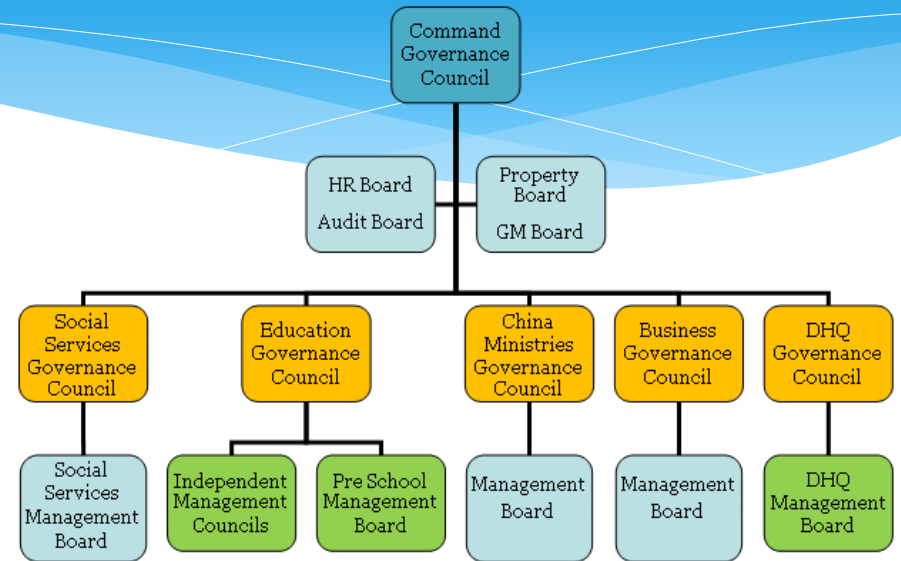 Command
Governance
Council
HR Board
Audit Board
Property
Board
GM Board
Social
Services
Governance
Council
Education
Governance
Council
China
Ministries
Governance
Council
Business
Governance
Council
DHQ
Governance
Council
Social
Services
Management
Board
Independent
Management
Councils
Pre School
Management
Board
Management
Board
Management
Board
DHQ
Management
Board